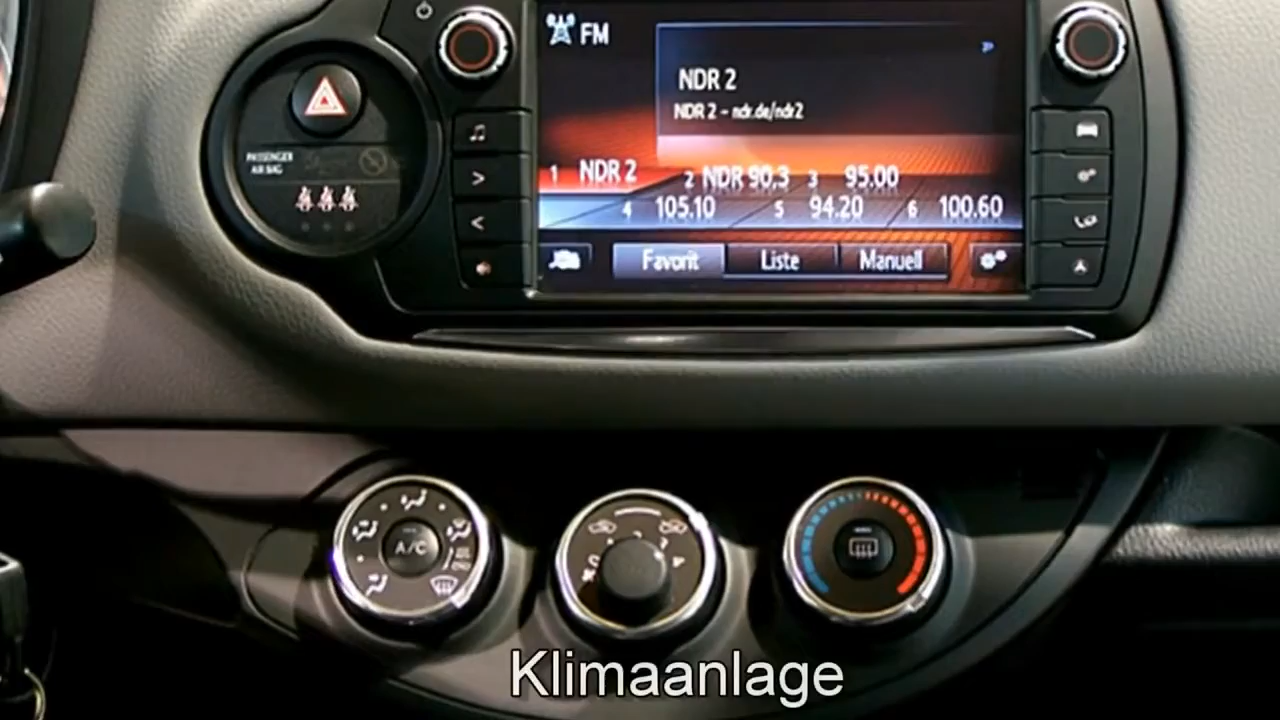 FM
NDR 2
NDR 2 - ndr.de/ndr2
1 NDR 2 2 NDR 90.3 3 95.00
4 105.10 5 94.20 6 100.60
Favorit Liste Manuell
PASSENGER
AIR BAG
A/C
Klimaanlage